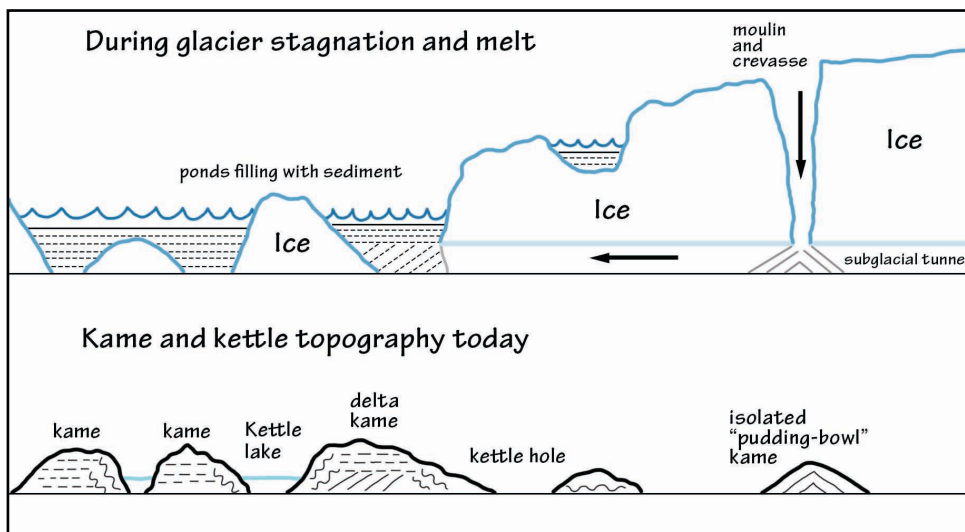 During glacier stagnation and melt
moulin
and
crevasse
Ice
ponds filling with sediment
Ice
Ice
subglacial tunnel
Kame and kettle topography today
kame
kame
Kettle
lake
delta
kame
kettle hole
isolated
“pudding-bowl”
kame